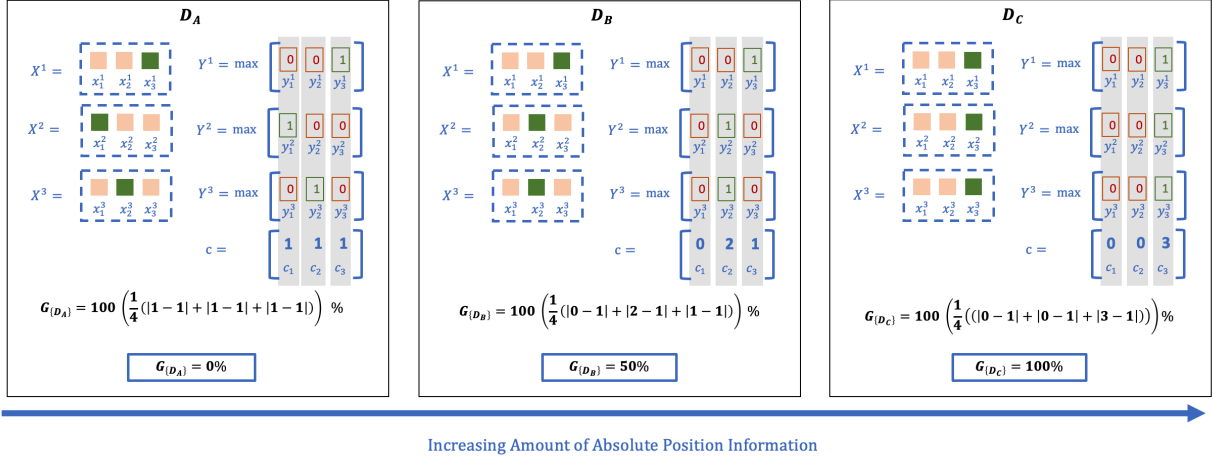 D_A
X^1 =
x_1^1 x_2^1 x_3^1
Y^1 = max
0 0 1
y_1^1 y_2^1 y_3^1
X^2 =
x_1^2 x_2^2 x_3^2
Y^2 = max
1 0 0
y_1^2 y_2^2 y_3^2
X^3 =
x_1^3 x_2^3 x_3^3
Y^3 = max
0 1 0
y_1^3 y_2^3 y_3^3
c =
1 1 1
c_1 c_2 c_3
G_{\{D_A\}} = 100 (1/4 (|1 − 1| + |1 − 1| + |1 − 1|)) %
G_{\{D_A\}} = 0%
D_B
X^1 =
x_1^1 x_2^1 x_3^1
Y^1 = max
0 0 1
y_1^1 y_2^1 y_3^1
X^2 =
x_1^2 x_2^2 x_3^2
Y^2 = max
0 1 0
y_1^2 y_2^2 y_3^2
X^3 =
x_1^3 x_2^3 x_3^3
Y^3 = max
0 1 0
y_1^3 y_2^3 y_3^3
c =
0 2 1
c_1 c_2 c_3
G_{\{D_B\}} = 100 (1/4 (|0 − 1| + |2 − 1| + |1 − 1|)) %
G_{\{D_B\}} = 50%
D_C
X^1 =
x_1^1 x_2^1 x_3^1
Y^1 = max
0 0 1
y_1^1 y_2^1 y_3^1
X^2 =
x_1^2 x_2^2 x_3^2
Y^2 = max
0 0 1
y_1^2 y_2^2 y_3^2
X^3 =
x_1^3 x_2^3 x_3^3
Y^3 = max
0 0 1
y_1^3 y_2^3 y_3^3
c =
0 0 3
c_1 c_2 c_3
G_{\{D_C\}} = 100 (1/4 ((|0 − 1| + |0 − 1| + |3 − 1|))) %
G_{\{D_C\}} = 100%
Increasing Amount of Absolute Position Information